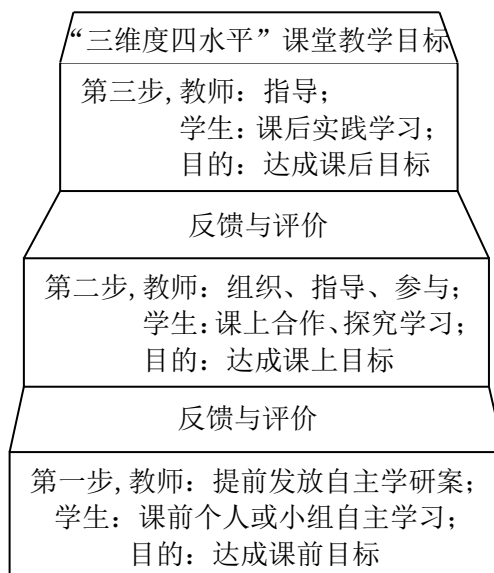 “三维度四水平”课堂教学目标
第三步,教师：指导；
学生：课后实践学习；
目的：达成课后目标
反馈与评价
第二步,教师：组织、指导、参与；
学生：课上合作、探究学习；
目的：达成课上目标
反馈与评价
第一步,教师：提前发放自主学研案；
学生：课前个人或小组自主学习；
目的：达成课前目标